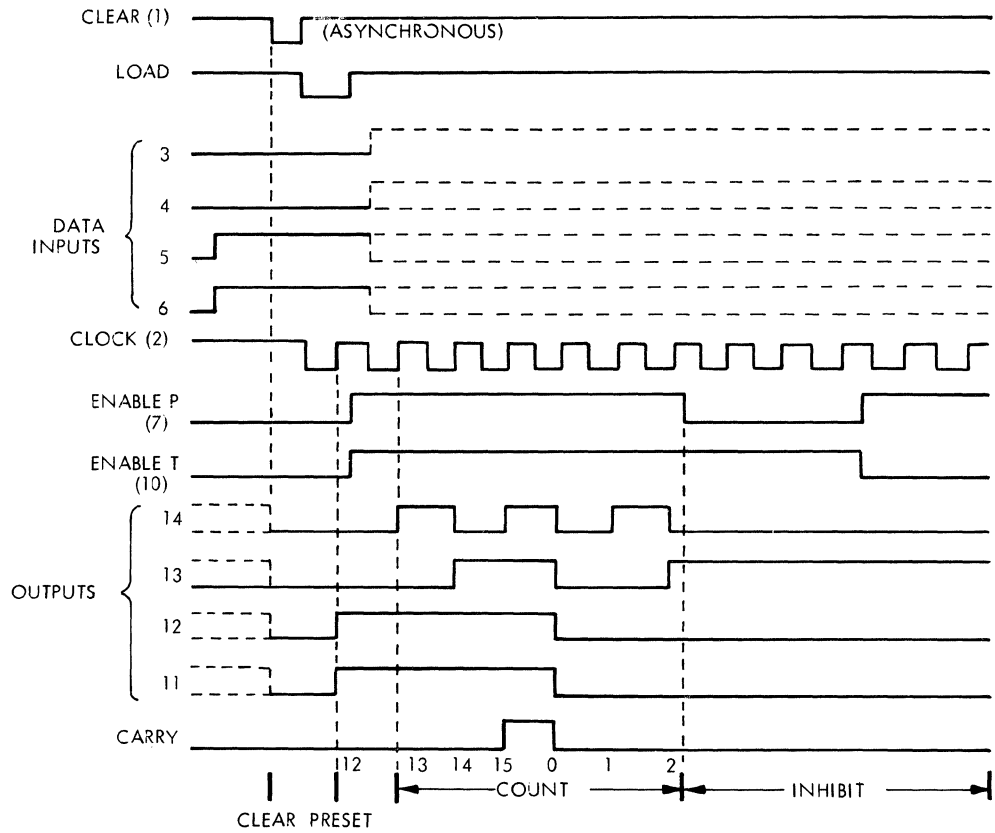 CLEAR (1)
(ASYNCHRONOUS)
LOAD
3
4
DATA
INPUTS
5
6
CLOCK (2)
ENABLE P
(7)
ENABLE T
(10)
14
13
OUTPUTS
12
11
CARRY
12 13 14 15 0 1 2
COUNT INHIBIT
CLEAR PRESET